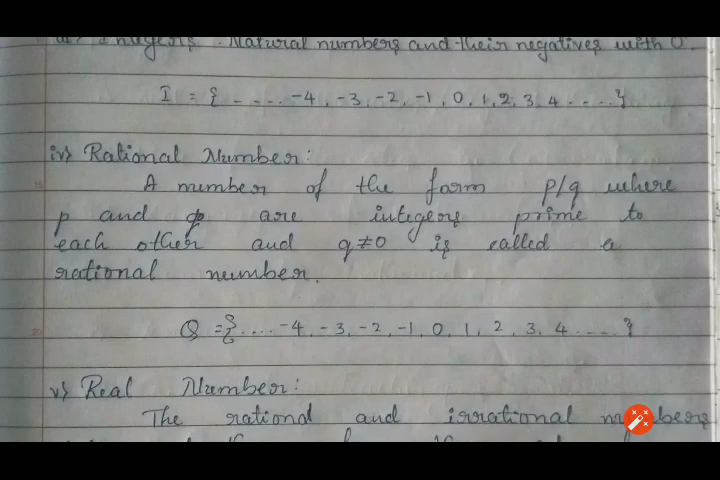 iii> Integers : Natural numbers and their negatives with 0.
I = { - - ... -4, -3, -2, -1, 0, 1, 2, 3, 4 ..... }
iv> Rational Number:
A number of the form p/q where
p and q are integers prime to
each other and q≠0 is called a
rational number.
Q = { .... -4, -3, -2, -1, 0, 1, 2, 3, 4 ..... }
v> Real Number:
The rational and irrational numbers